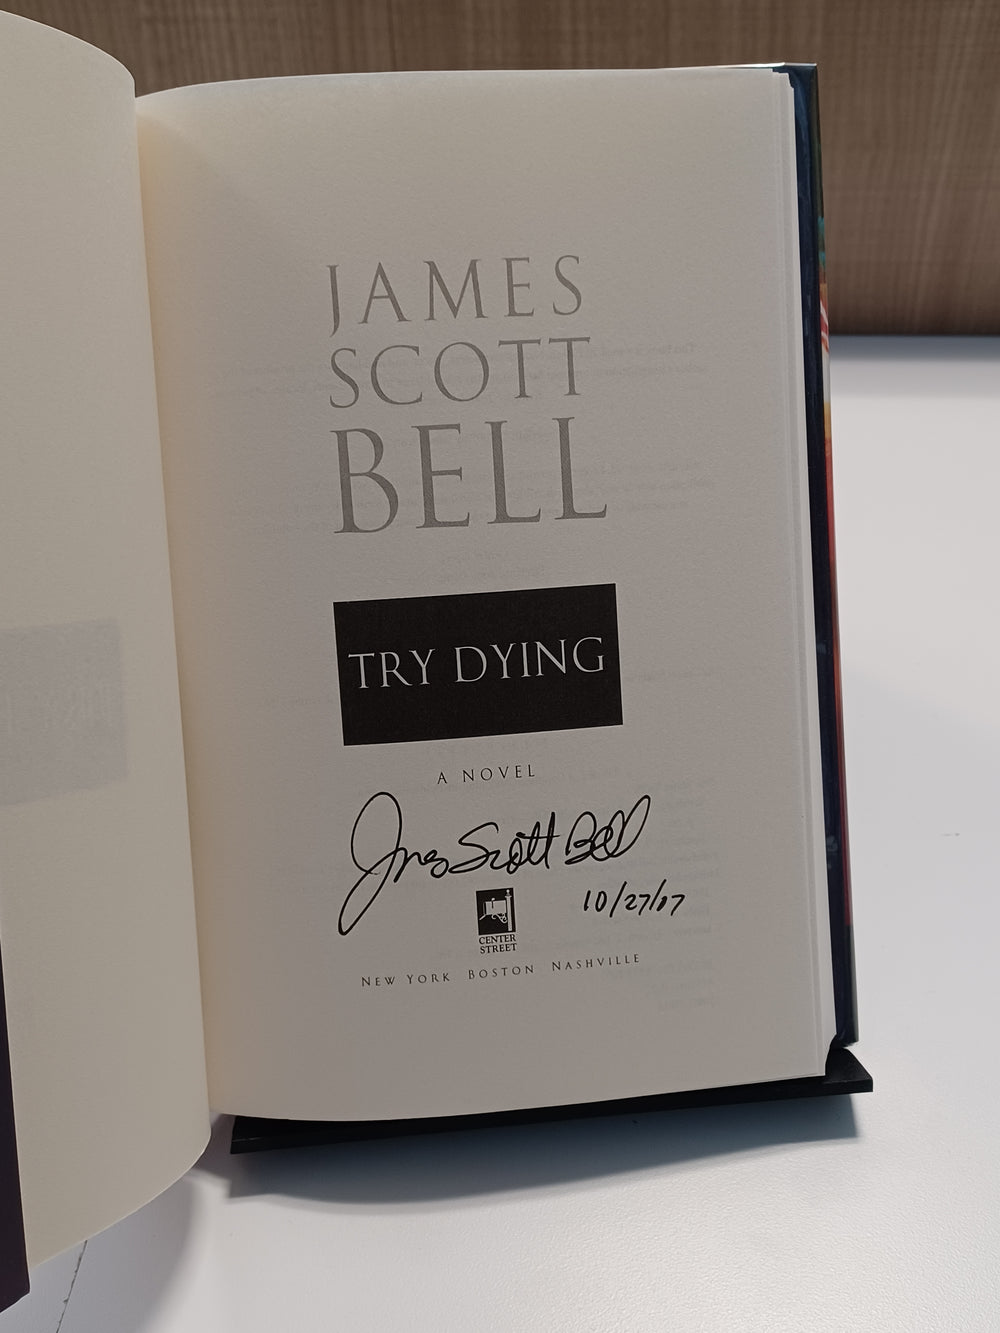 JAMES
SCOTT
BELL
TRY DYING
A NOVEL
James Scott Bell
10/27/07
CENTER
STREET
NEW YORK BOSTON NASHVILLE